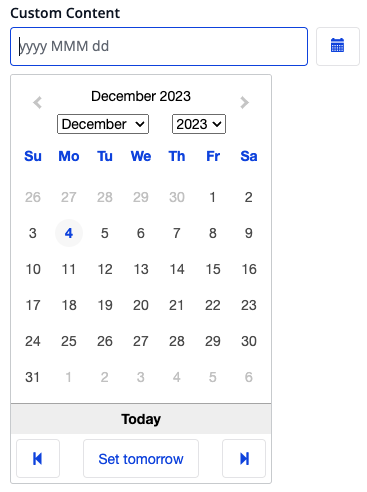 Custom Content
yyyy MMM dd
December 2023
December 2023
Su Mo Tu We Th Fr Sa
26 27 28 29 30 1 2
3 4 5 6 7 8 9
10 11 12 13 14 15 16
17 18 19 20 21 22 23
24 25 26 27 28 29 30
31 1 2 3 4 5 6
Today
Set tomorrow